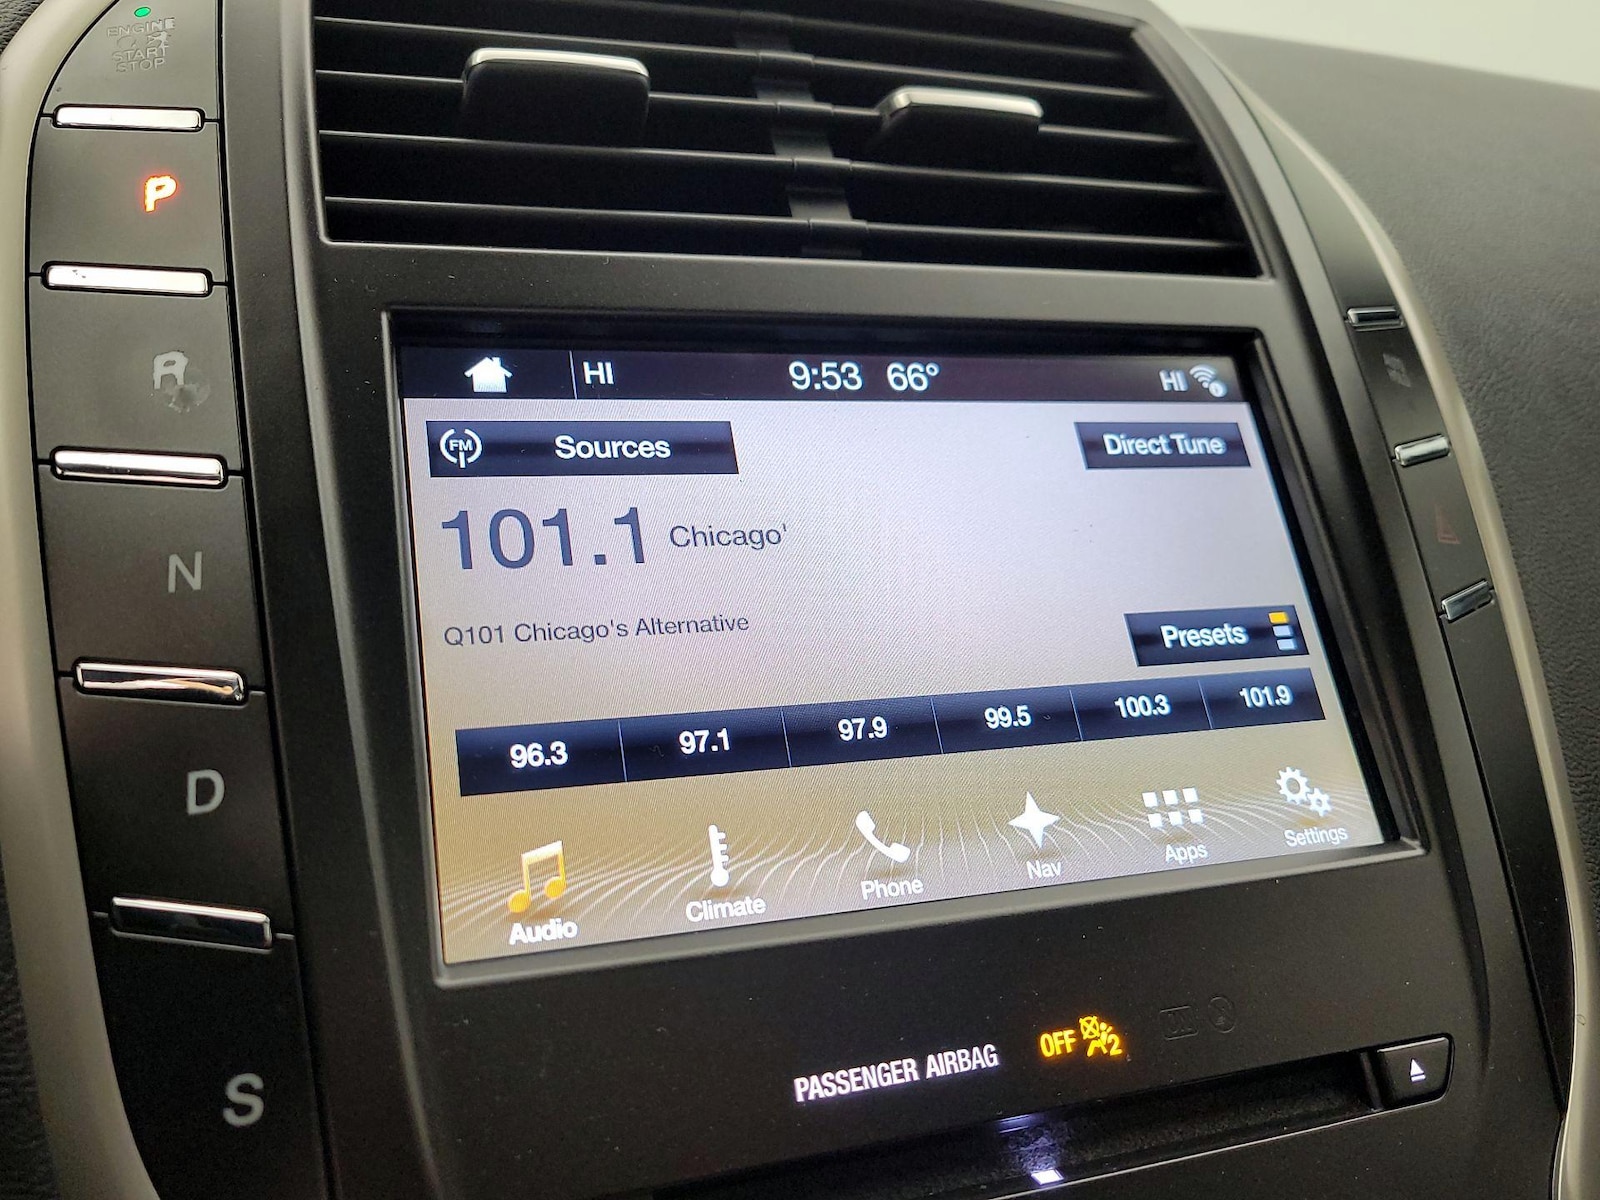 ENGINE
START
STOP
P
R
N
D
S
HI 9:53 66° HI
FM Sources Direct Tune
101.1 Chicago'
Q101 Chicago's Alternative
Presets
96.3 97.1 97.9 99.5 100.3 101.9
Audio Climate Phone Nav Apps Settings
PASSENGER AIRBAG OFF 2